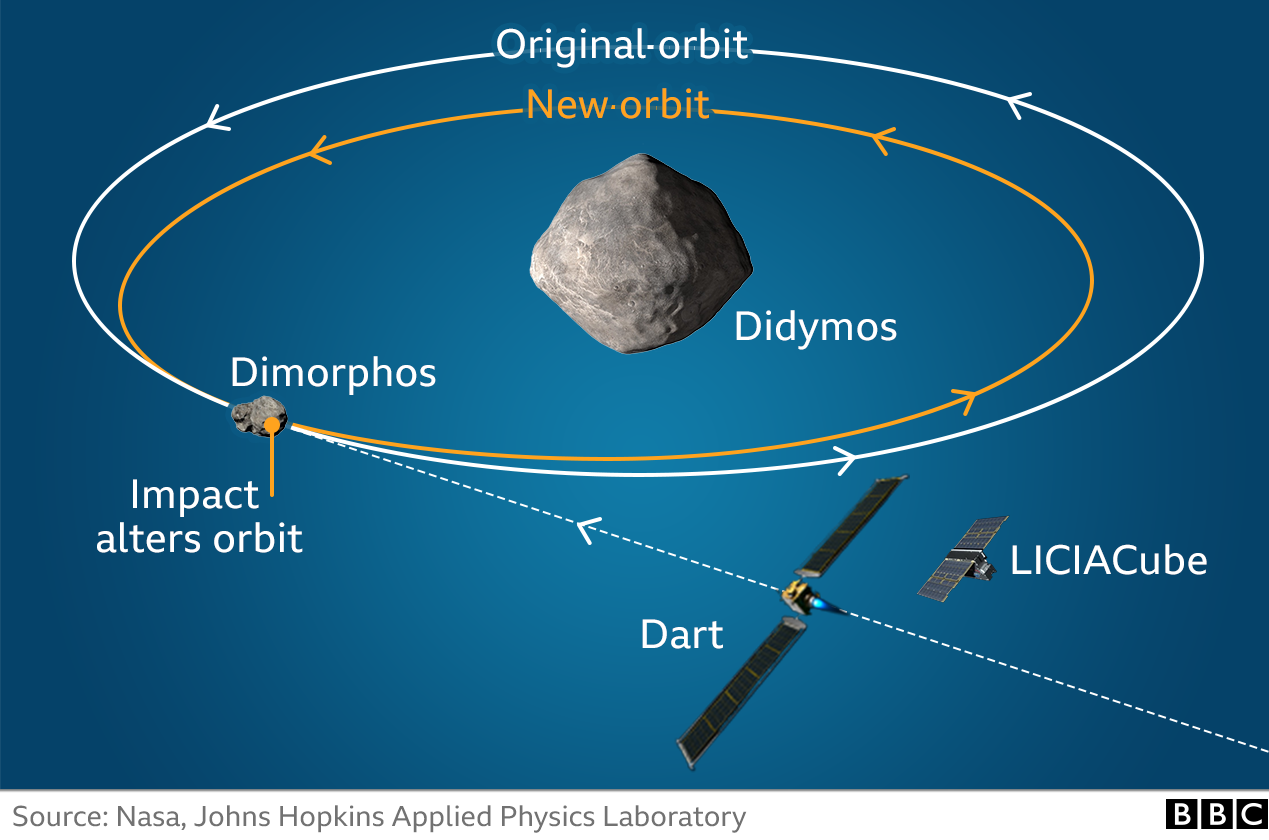 Original orbit
New orbit
Didymos
Dimorphos
Impact
alters orbit
LICIACube
Dart
Source: Nasa, Johns Hopkins Applied Physics Laboratory
BBC